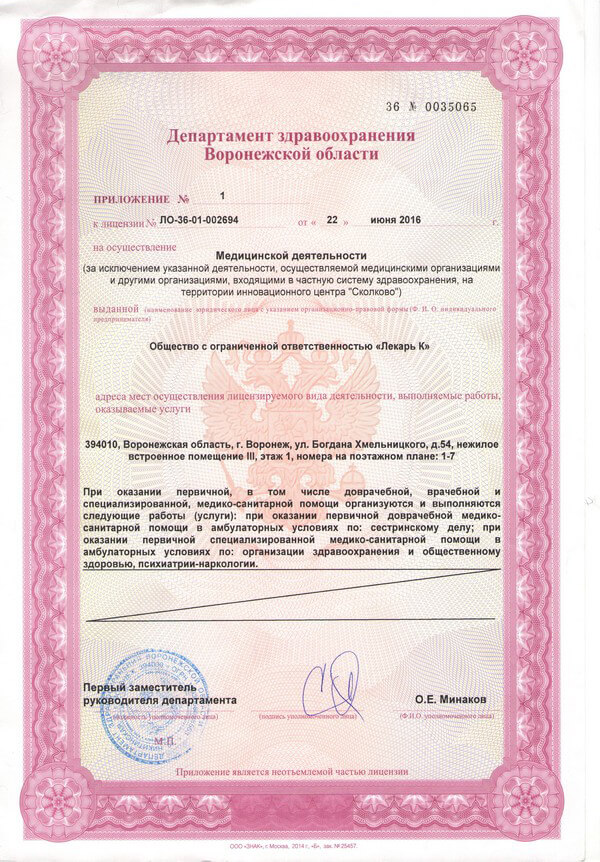 36 № 0035065
Департамент здравоохранения
Воронежской области
ПРИЛОЖЕНИЕ № 1
к лицензии № ЛО-36-01-002694 от « 22 » июня 2016 г.
на осуществление
Медицинской деятельности
(за исключением указанной деятельности, осуществляемой медицинскими организациями
и другими организациями, входящими в частную систему здравоохранения, на
территории инновационного центра "Сколково")
выданной (наименование юридического лица с указанием организационно-правовой формы (Ф. И. О. индивидуального
предпринимателя)
Общество с ограниченной ответственностью «Лекарь К»
адреса мест осуществления лицензируемого вида деятельности, выполняемые работы,
оказываемые услуги
394010, Воронежская область, г. Воронеж, ул. Богдана Хмельницкого, д.54, нежилое
встроенное помещение III, этаж 1, номера на поэтажном плане: 1-7
При оказании первичной, в том числе доврачебной, врачебной и
специализированной, медико-санитарной помощи организуются и выполняются
следующие работы (услуги): при оказании первичной доврачебной медико-
санитарной помощи в амбулаторных условиях по: сестринскому делу; при
оказании первичной специализированной медико-санитарной помощи в
амбулаторных условиях по: организации здравоохранения и общественному
здоровью, психиатрии-наркологии.
Первый заместитель
руководителя департамента О.Е. Минаков
(должность уполномоченного лица) (подпись уполномоченного лица) (Ф.И.О. уполномоченного лица)
М.П.
Приложение является неотъемлемой частью лицензии
ООО «ЗНАК», г. Москва, 2014 г., «Б», зак. № 25457.